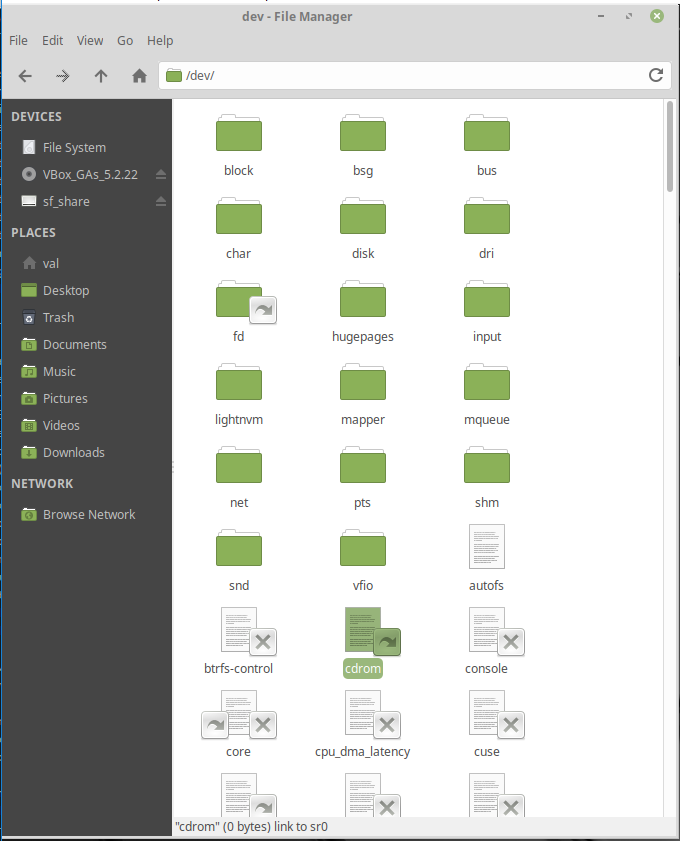 dev - File Manager
File Edit View Go Help
/dev/
DEVICES
File System
VBox_GAs_5.2.22
sf_share
PLACES
val
Desktop
Trash
Documents
Music
Pictures
Videos
Downloads
NETWORK
Browse Network
block bsg bus
char disk dri
fd hugepages input
lightnvm mapper mqueue
net pts shm
snd vfio autofs
btrfs-control cdrom console
core cpu_dma_latency cuse
"cdrom" (0 bytes) link to sr0